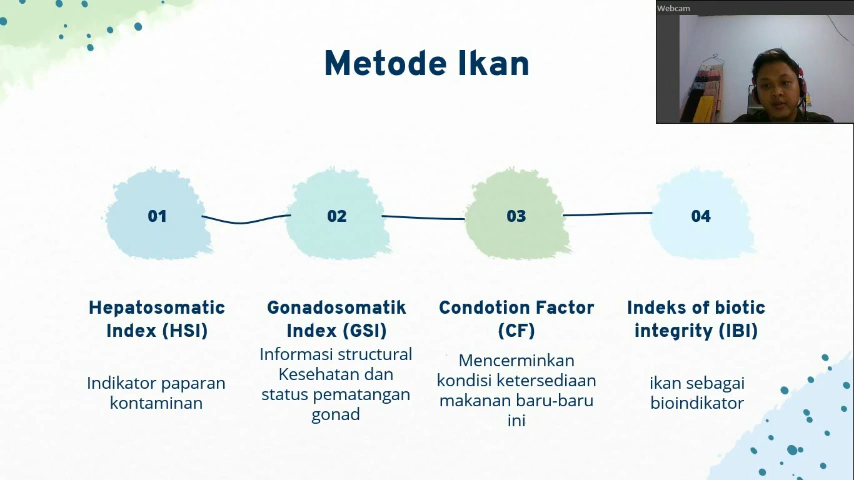 Webcam
Metode Ikan
01
02
03
04
Hepatosomatic
Index (HSI)
Indikator paparan
kontaminan
Gonadosomatik
Index (GSI)
Informasi structural
Kesehatan dan
status pematangan
gonad
Condotion Factor
(CF)
Mencerminkan
kondisi ketersediaan
makanan baru-baru
ini
Indeks of biotic
integrity (IBI)
ikan sebagai
bioindikator